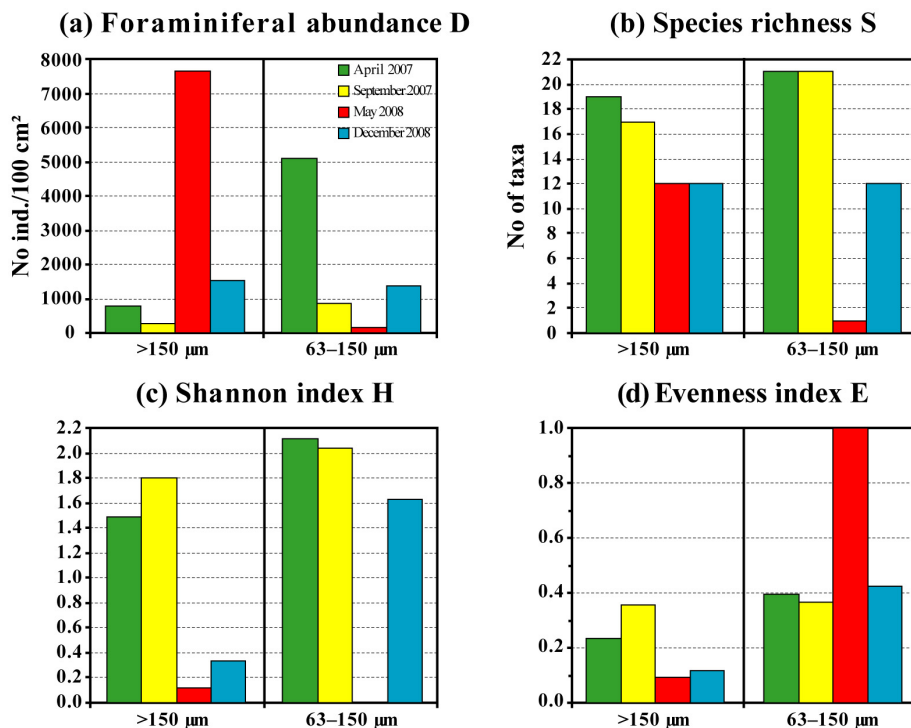 (a) Foraminiferal abundance D
No ind./100 cm²
8000
7000
6000
5000
4000
3000
2000
1000
0
April 2007
September 2007
May 2008
December 2008
>150 µm
63–150 µm
(b) Species richness S
No of taxa
22
20
18
16
14
12
10
8
6
4
2
0
>150 µm
63–150 µm
(c) Shannon index H
2.2
2.0
1.8
1.6
1.4
1.2
1.0
0.8
0.6
0.4
0.2
0.0
>150 µm
63–150 µm
(d) Evenness index E
1.0
0.8
0.6
0.4
0.2
0.0
>150 µm
63–150 µm